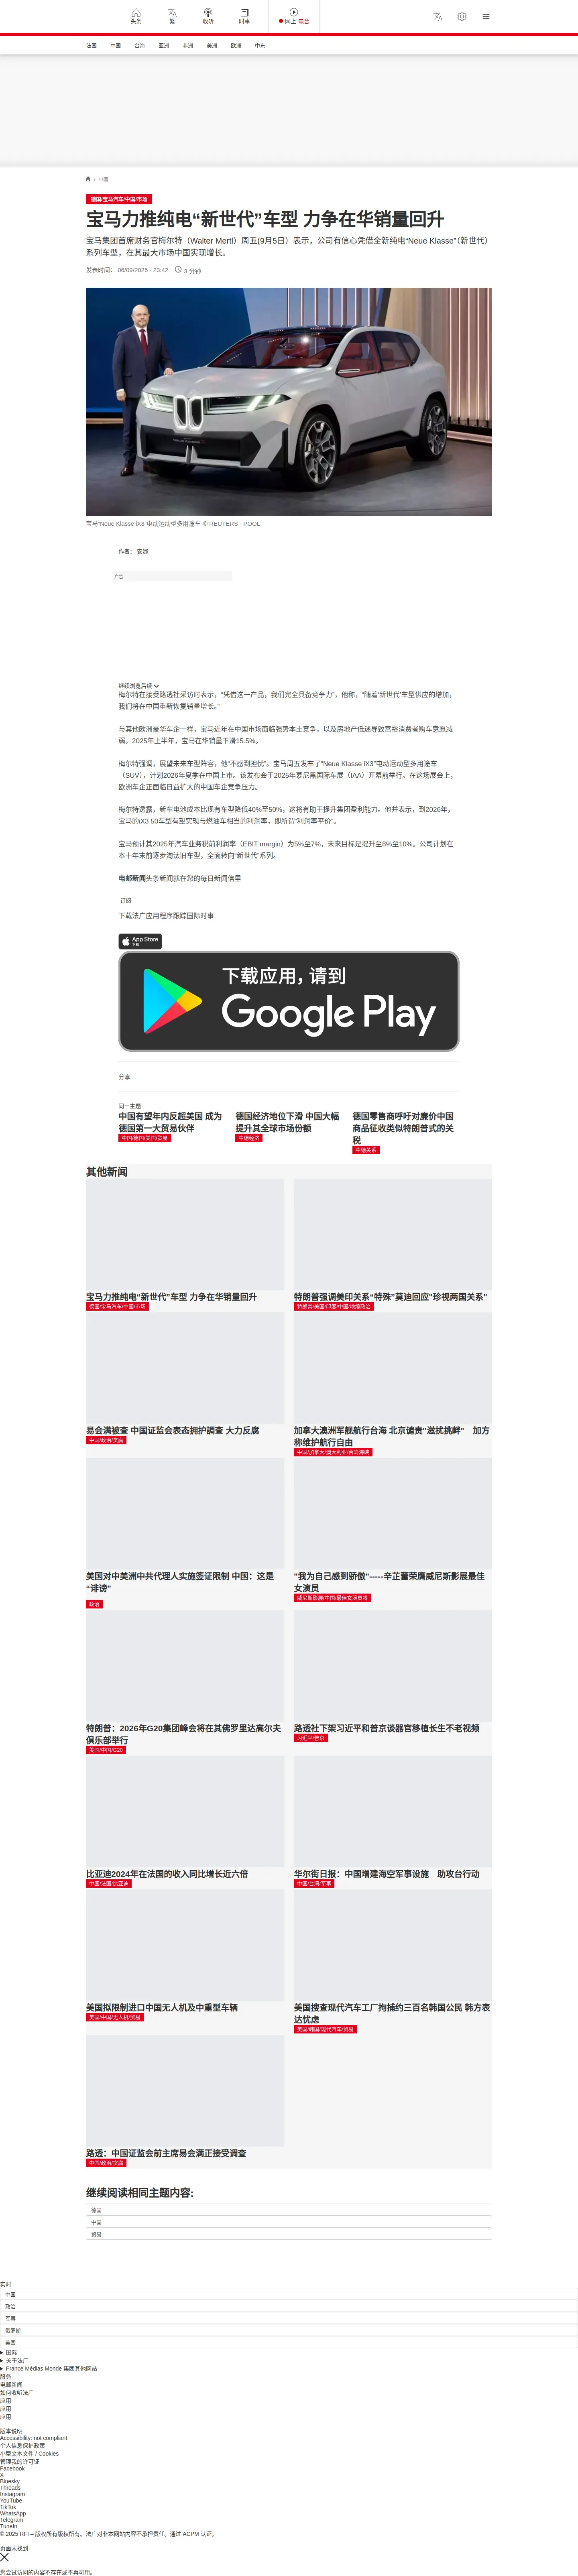 头条
繁
收听
时事
网上 电台
法国
中国
台海
亚洲
非洲
美洲
欧洲
中东
/ 中国
德国/宝马汽车/中国/市场
宝马力推纯电“新世代”车型 力争在华销量回升
宝马集团首席财务官梅尔特（Walter Mertl）周五(9月5日）表示，公司有信心凭借全新纯电“Neue Klasse”（新世代）
系列车型，在其最大市场中国实现增长。
发表时间： 06/09/2025 - 23:42
3 分钟
宝马“Neue Klasse iX3”电动运动型多用途车 © REUTERS - POOL
作者： 安娜
广告
继续浏览后续
梅尔特在接受路透社采访时表示，“凭借这一产品，我们完全具备竞争力”，他称，“随着‘新世代’车型供应的增加，
我们将在中国重新恢复销量增长。”
与其他欧洲豪华车企一样，宝马近年在中国市场面临强势本土竞争，以及房地产低迷导致富裕消费者购车意愿减
弱。2025年上半年，宝马在华销量下滑15.5%。
梅尔特强调，展望未来车型阵容，他“不感到担忧”。宝马周五发布了“Neue Klasse iX3”电动运动型多用途车
（SUV），计划2026年夏季在中国上市。该发布会于2025年慕尼黑国际车展（IAA）开幕前举行。在这场展会上，
欧洲车企正面临日益扩大的中国车企竞争压力。
梅尔特透露，新车电池成本比现有车型降低40%至50%，这将有助于提升集团盈利能力。他并表示，到2026年，
宝马的iX3 50车型有望实现与燃油车相当的利润率，即所谓“利润率平价”。
宝马预计其2025年汽车业务税前利润率（EBIT margin）为5%至7%，未来目标是提升至8%至10%。公司计划在
本十年末前逐步淘汰旧车型，全面转向“新世代”系列。
电邮新闻头条新闻就在您的每日新闻信里
订阅
下载法广应用程序跟踪国际时事
App Store
下载
下载应用，请到
Google Play
分享 :
同一主题
中国有望年内反超美国 成为
德国第一大贸易伙伴
中国/德国/美国/贸易
德国经济地位下滑 中国大幅
提升其全球市场份额
中德经济
德国零售商呼吁对廉价中国
商品征收类似特朗普式的关
税
中德关系
其他新闻
宝马力推纯电“新世代”车型 力争在华销量回升
德国/宝马汽车/中国/市场
特朗普强调美印关系"特殊"莫迪回应"珍视两国关系"
特朗普/美国/印度/中国/地缘政治
易会满被查 中国证监会表态拥护調查 大力反腐
中国/政治/贪腐
加拿大澳洲军舰航行台海 北京谴责"滋扰挑衅"　加方
称维护航行自由
中国/加拿大/澳大利亚/台湾海峡
美国对中美洲中共代理人实施签证限制 中国：这是
“诽谤”
政治
"我为自己感到骄傲"-----辛芷蕾荣膺威尼斯影展最佳
女演员
威尼斯影展/中国/最佳女演员奖
特朗普：2026年G20集团峰会将在其佛罗里达高尔夫
俱乐部举行
美国/中国/G20
路透社下架习近平和普京谈器官移植长生不老视频
习近平/普京
比亚迪2024年在法国的收入同比增长近六倍
中国/法国/比亚迪
华尔街日报：中国增建海空军事设施　助攻台行动
中国/台湾/军事
美国拟限制进口中国无人机及中重型车辆
美国/中国/无人机/贸易
美国搜查现代汽车工厂拘捕约三百名韩国公民 韩方表
达忧虑
美国/韩国/现代汽车/贸易
路透：中国证监会前主席易会满正接受调查
中国/政治/贪腐
继续阅读相同主题内容:
德国
中国
贸易
实时
中国
政治
军事
俄罗斯
美国
国际
关于法广
France Médias Monde 集团其他网站
服务
电邮新闻
如何收听法广
应用
应用
应用
版本说明
Accessibility: not compliant
个人信息保护政策
小型文本文件 / Cookies
管理我的许可证
Facebook
X
Bluesky
Threads
Instagram
YouTube
TikTok
WhatsApp
Telegram
TuneIn
© 2025 RFI – 版权所有版权所有。法广对非本网站内容不承担责任。通过 ACPM 认证。
页面未找到
您尝试访问的内容不存在或不再可用。